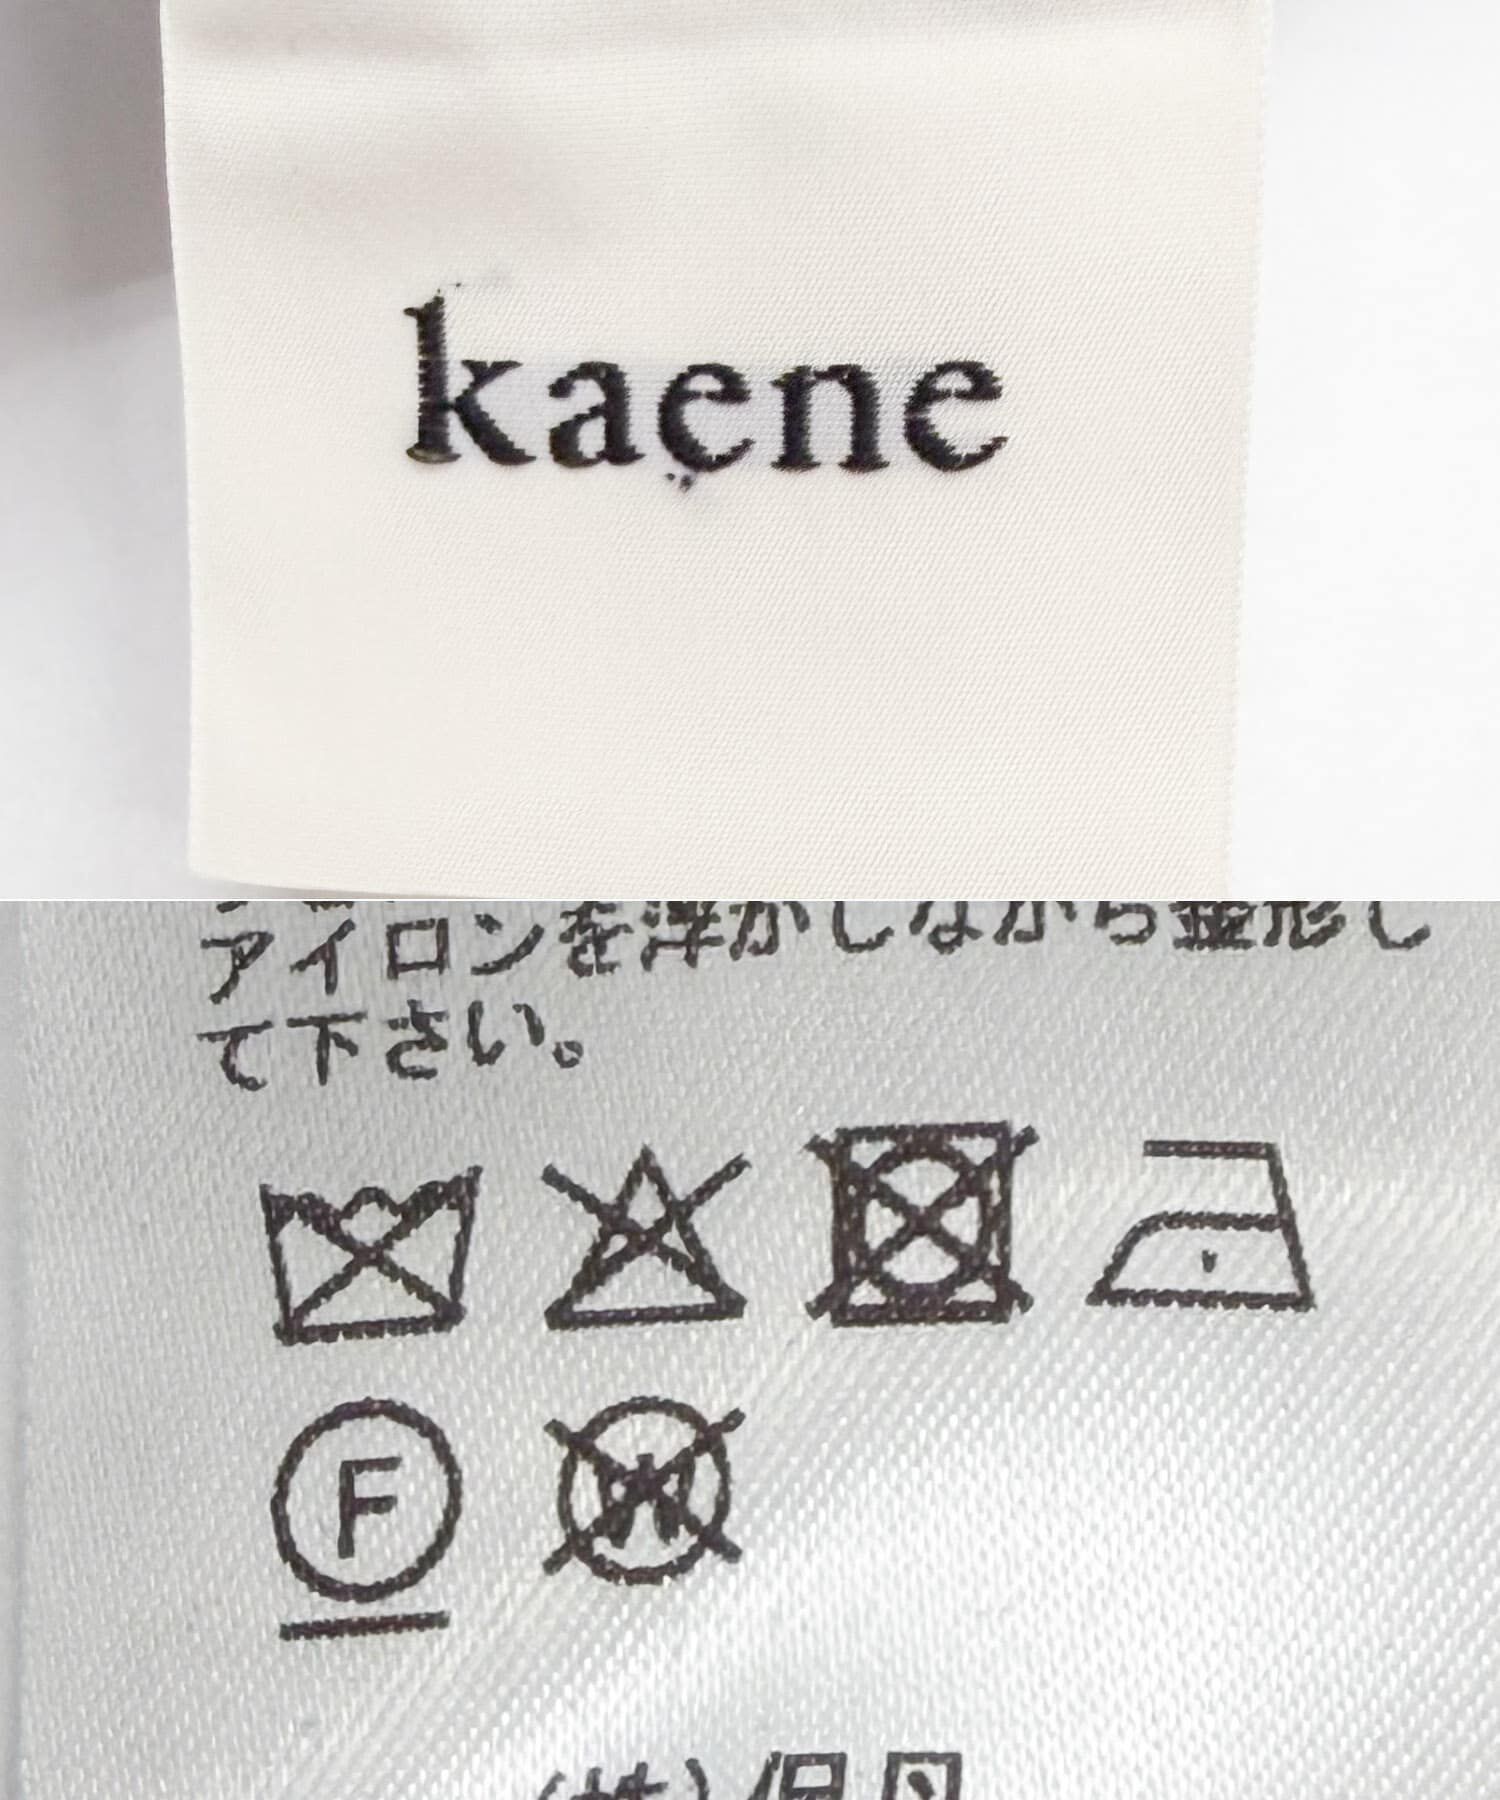 kaene
アイロンを浮かしながら整形し
て下さい。
F
W